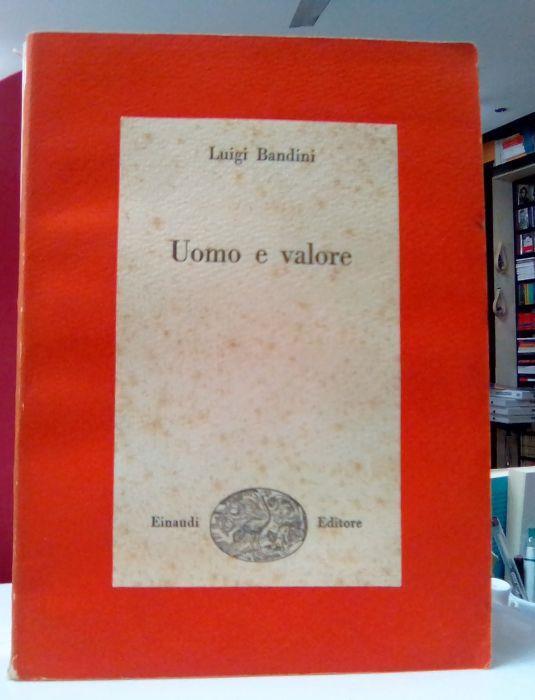 Luigi Bandini
Uomo e valore
Einaudi Editore